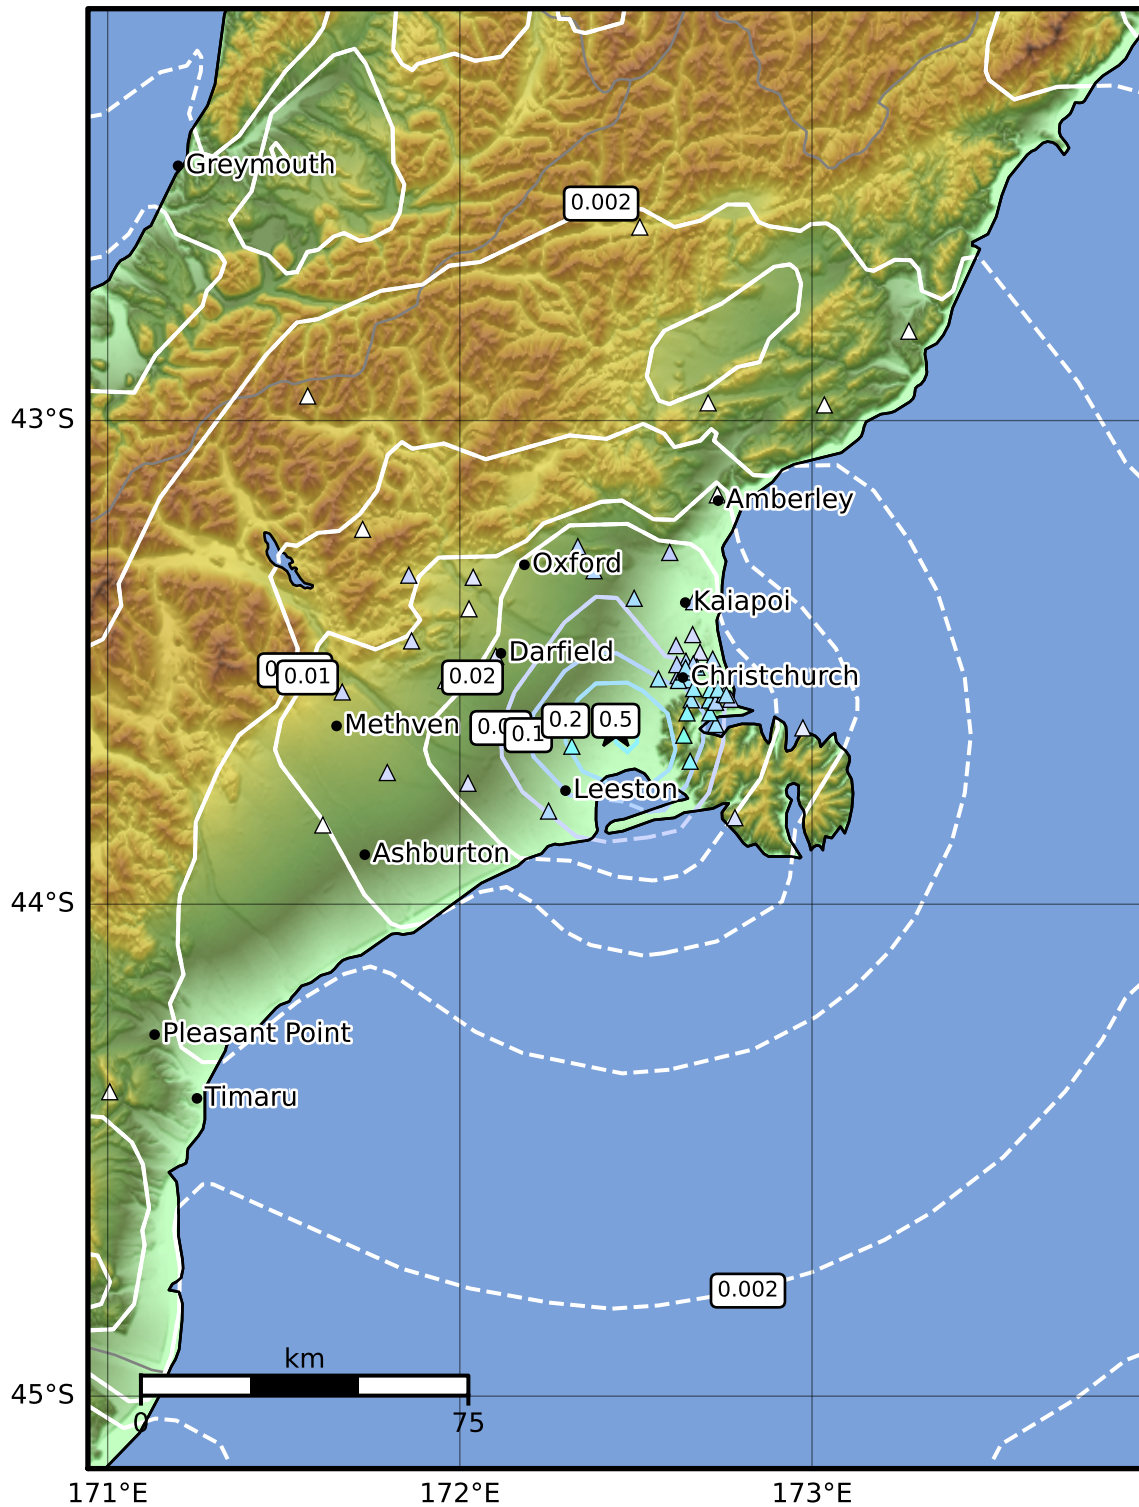 Greymouth
0.002
43°S
Amberley
Oxford
Kaiapoi
Darfield
0.01
0.02
Christchurch
Methven
0.1
0.2
0.5
Leeston
Ashburton
44°S
Pleasant Point
Timaru
0.002
km
45°S
0
75
171°E
172°E
173°E